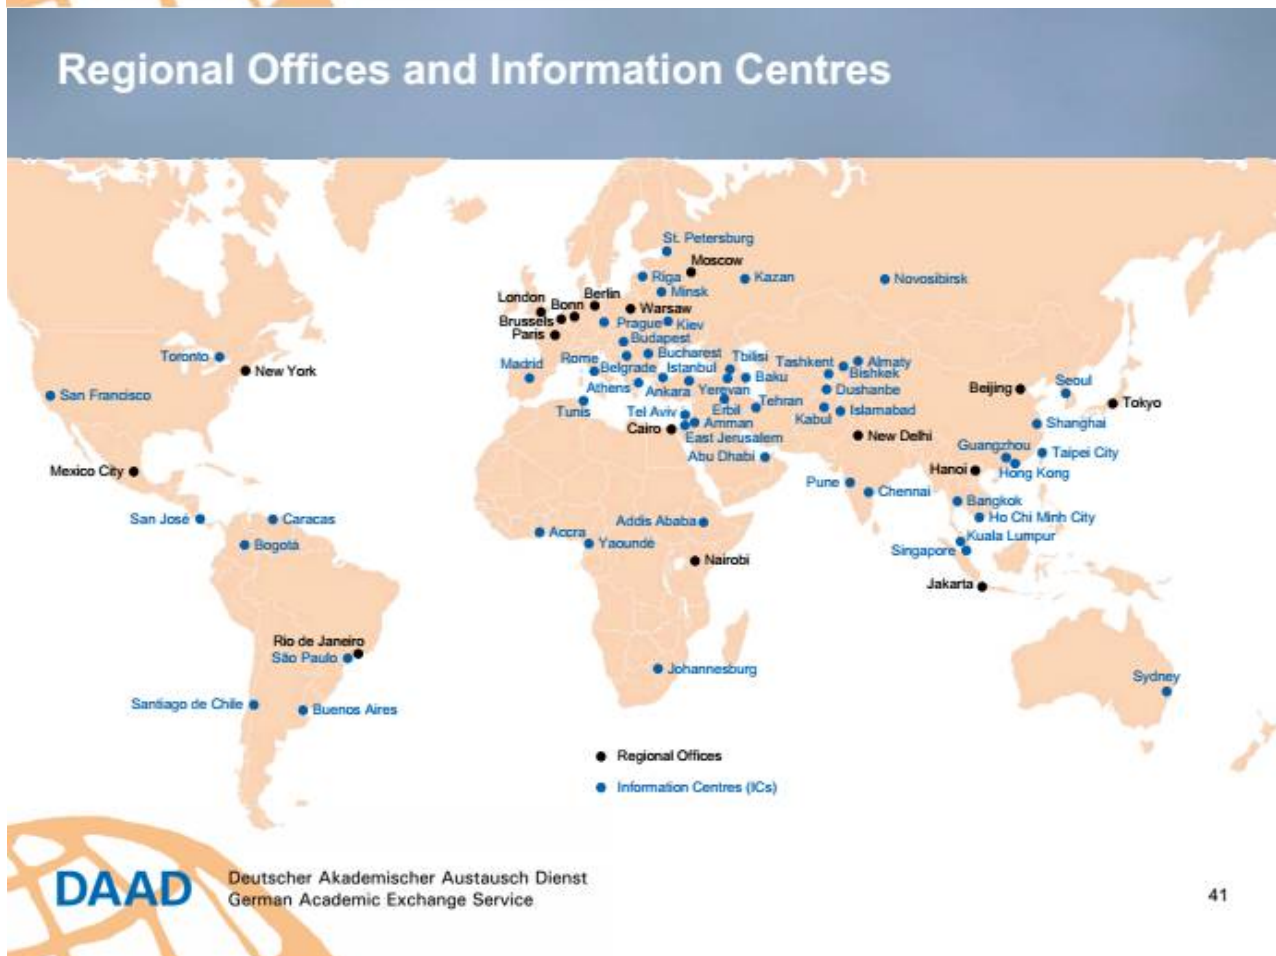 Regional Offices and Information Centres
St. Petersburg
Moscow
Riga
Kazan
Novosibirsk
Minsk
London
Bonn
Berlin
Warsaw
Brussels
Prague
Kiev
Paris
Budapest
Toronto
New York
Madrid
Rome
Belgrade
Bucharest
Istanbul
Tbilisi
Tashkent
Almaty
Bishkek
San Francisco
Athens
Ankara
Yerevan
Baku
Dushanbe
Beijing
Seoul
Tokyo
Tunis
Tel Aviv
Erbil
Tehran
Kabul
Islamabad
Shanghai
Cairo
Amman
East Jerusalem
New Delhi
Guangzhou
Taipei City
Abu Dhabi
Hanoi
Hong Kong
Mexico City
Pune
Chennai
Bangkok
San José
Caracas
Addis Ababa
Ho Chi Minh City
Bogotá
Accra
Yaoundé
Kuala Lumpur
Singapore
Nairobi
Jakarta
Rio de Janeiro
São Paulo
Johannesburg
Sydney
Santiago de Chile
Buenos Aires
Regional Offices
Information Centres (ICs)
DAAD
Deutscher Akademischer Austausch Dienst
German Academic Exchange Service
41